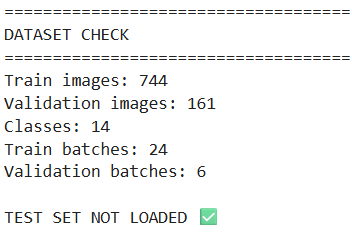 ====================================
DATASET CHECK
====================================
Train images: 744
Validation images: 161
Classes: 14
Train batches: 24
Validation batches: 6
TEST SET NOT LOADED ✅